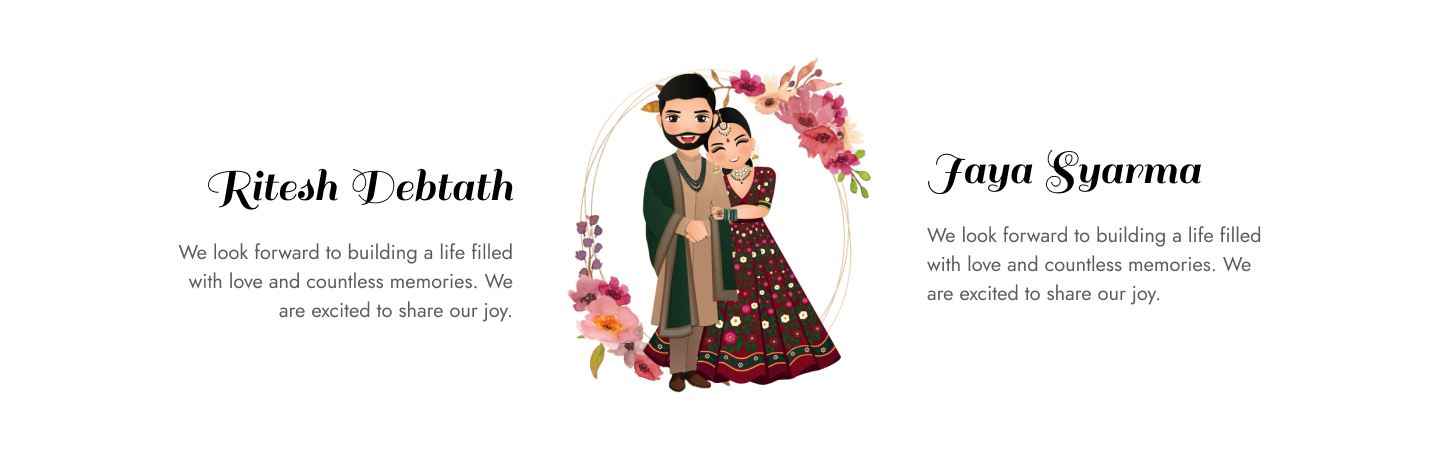 Ritesh Debtath
We look forward to building a life filled
with love and countless memories. We
are excited to share our joy.
Jaya Syarma
We look forward to building a life filled
with love and countless memories. We
are excited to share our joy.